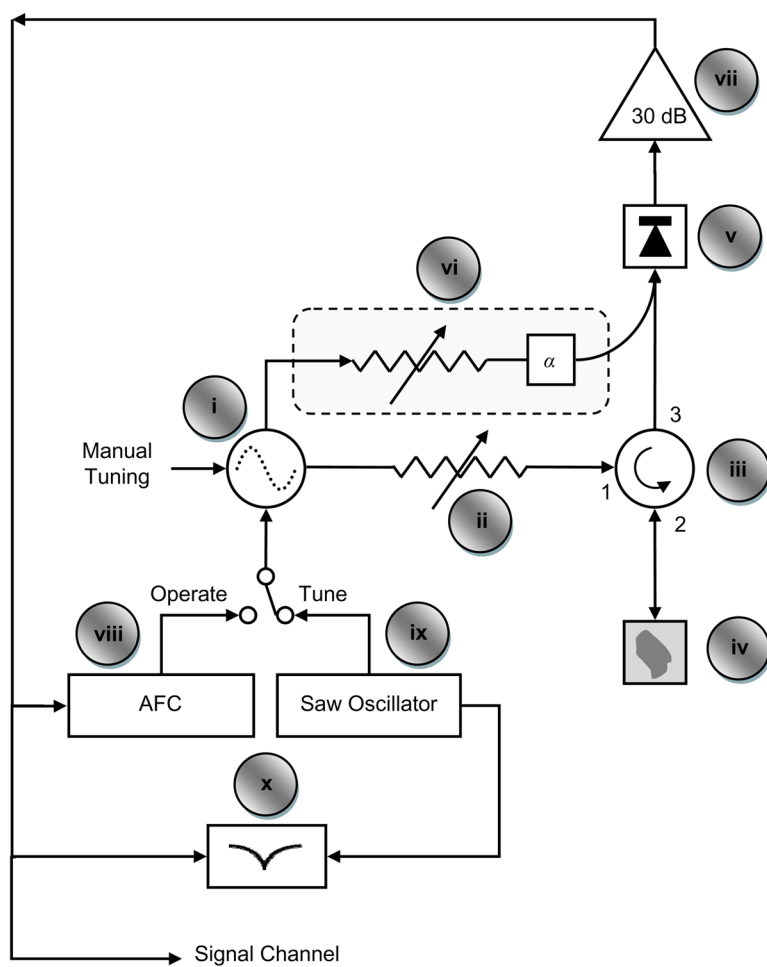 vii
30 dB
v
vi
α
i
3
Manual
Tuning
1
iii
2
ii
Operate
Tune
viii
ix
iv
AFC
Saw Oscillator
x
Signal Channel